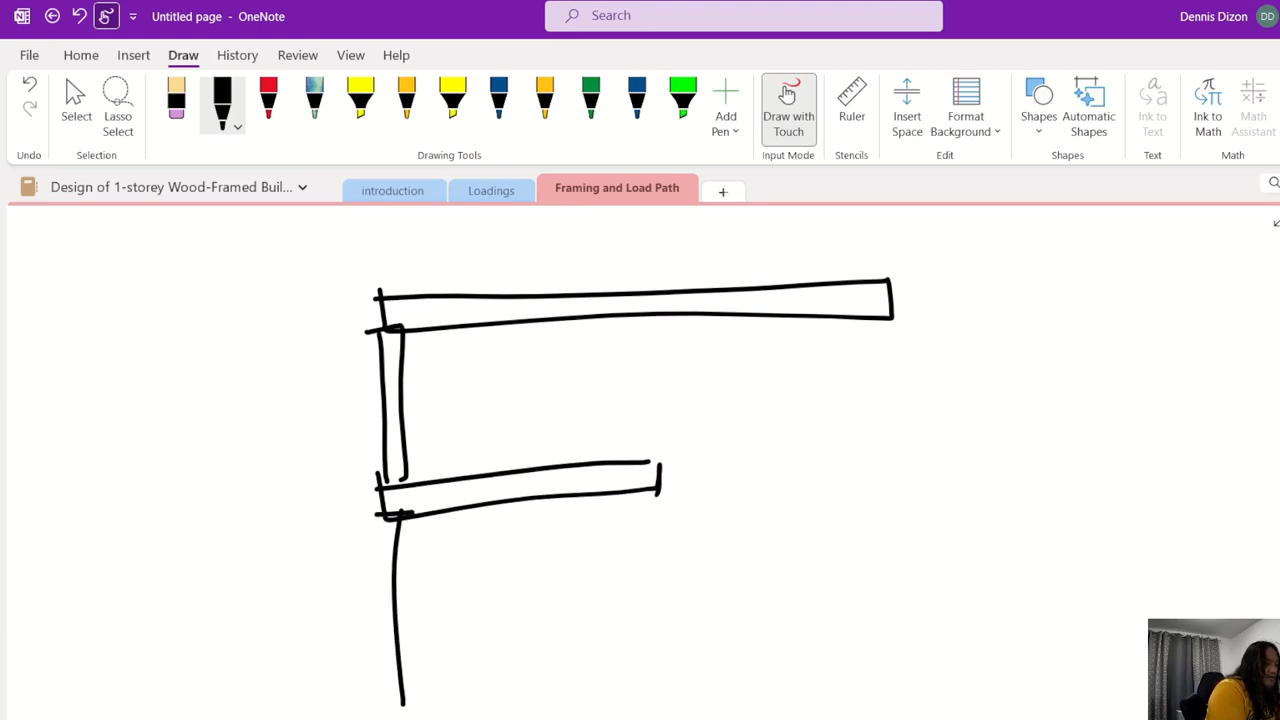 Untitled page - OneNote
Search
Dennis Dizon
DD
File Home Insert Draw History Review View Help
Undo
Select
Lasso Select
Selection
Drawing Tools
Add Pen
Draw with Touch
Input Mode
Ruler
Stencils
Insert Space
Format Background
Edit
Shapes
Automatic Shapes
Shapes
Ink to Text
Text
Ink to Math
Math Assistant
Math
Design of 1-storey Wood-Framed Buil...
introduction
Loadings
Framing and Load Path
+